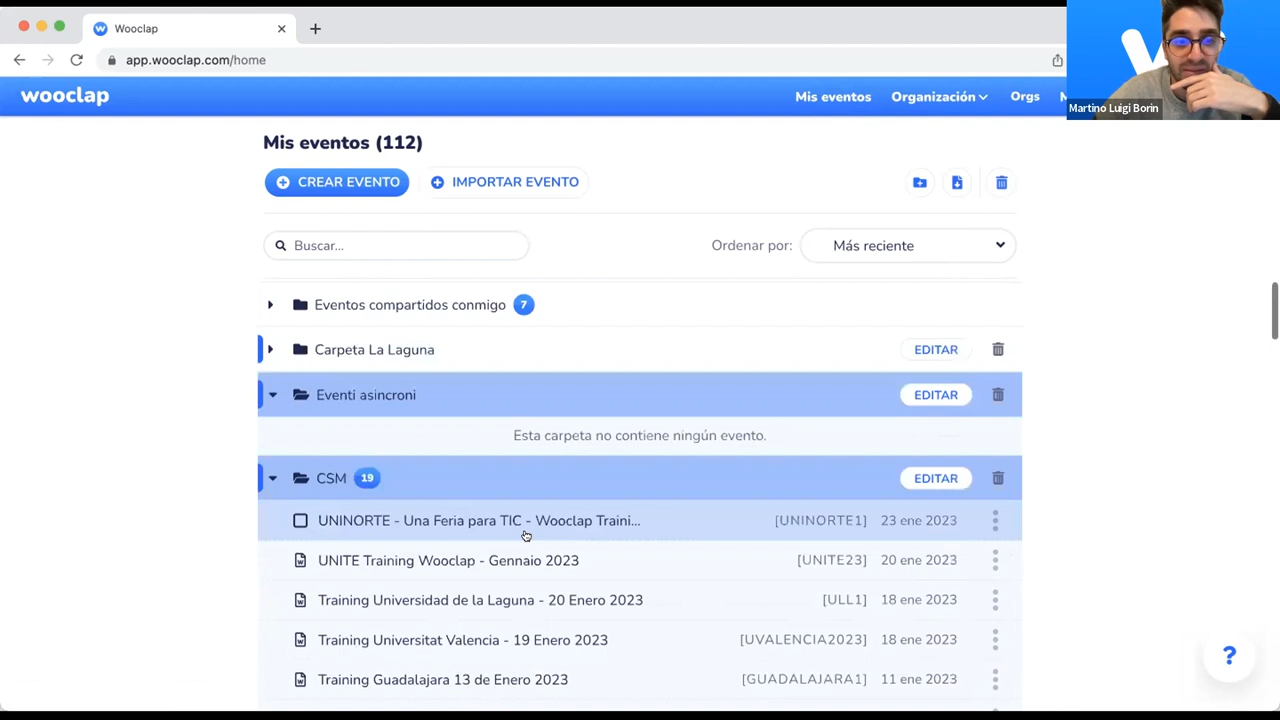 Wooclap
app.wooclap.com/home
wooclap
Mis eventos
Organización
Orgs
Martino Luigi Borin
Mis eventos (112)
CREAR EVENTO
IMPORTAR EVENTO
Buscar...
Ordenar por:
Más reciente
Eventos compartidos conmigo 7
Carpeta La Laguna EDITAR
Eventi asincroni EDITAR
Esta carpeta no contiene ningún evento.
CSM 19 EDITAR
UNINORTE - Una Feria para TIC - Wooclap Traini... [UNINORTE1] 23 ene 2023
UNITE Training Wooclap - Gennaio 2023 [UNITE23] 20 ene 2023
Training Universidad de la Laguna - 20 Enero 2023 [ULL1] 18 ene 2023
Training Universitat Valencia - 19 Enero 2023 [UVALENCIA2023] 18 ene 2023
Training Guadalajara 13 de Enero 2023 [GUADALAJARA1] 11 ene 2023
?